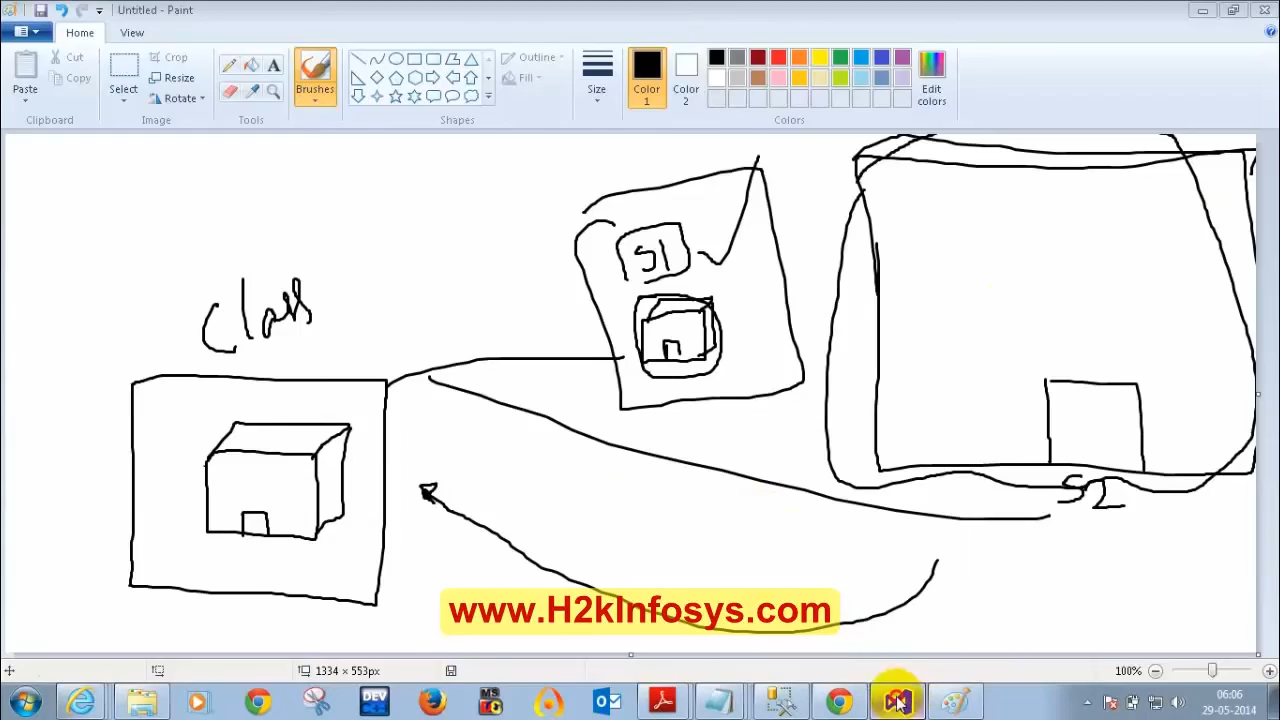 Untitled - Paint
Home
View
Paste
Cut
Copy
Clipboard
Select
Crop
Resize
Rotate
Image
A
Tools
Brushes
Outline
Fill
Shapes
Size
Color 1
Color 2
Edit colors
Colors
S1
Class
S2
www.H2kInfosys.com
1334 × 553px
100%
DEV
MS
06:06
29-05-2014